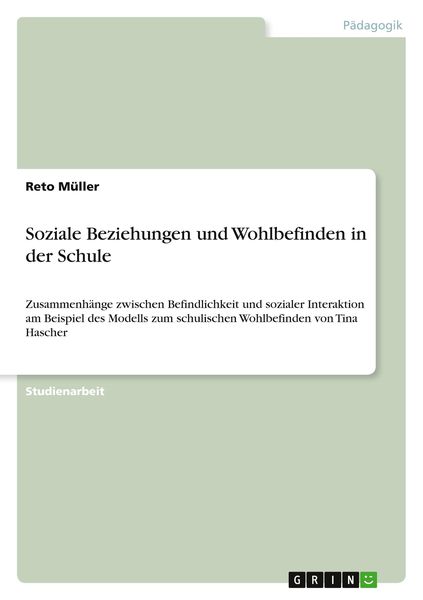 Pädagogik
Reto Müller
Soziale Beziehungen und Wohlbefinden in
der Schule
Zusammenhänge zwischen Befindlichkeit und sozialer Interaktion
am Beispiel des Modells zum schulischen Wohlbefinden von Tina
Hascher
Studienarbeit
GRIN